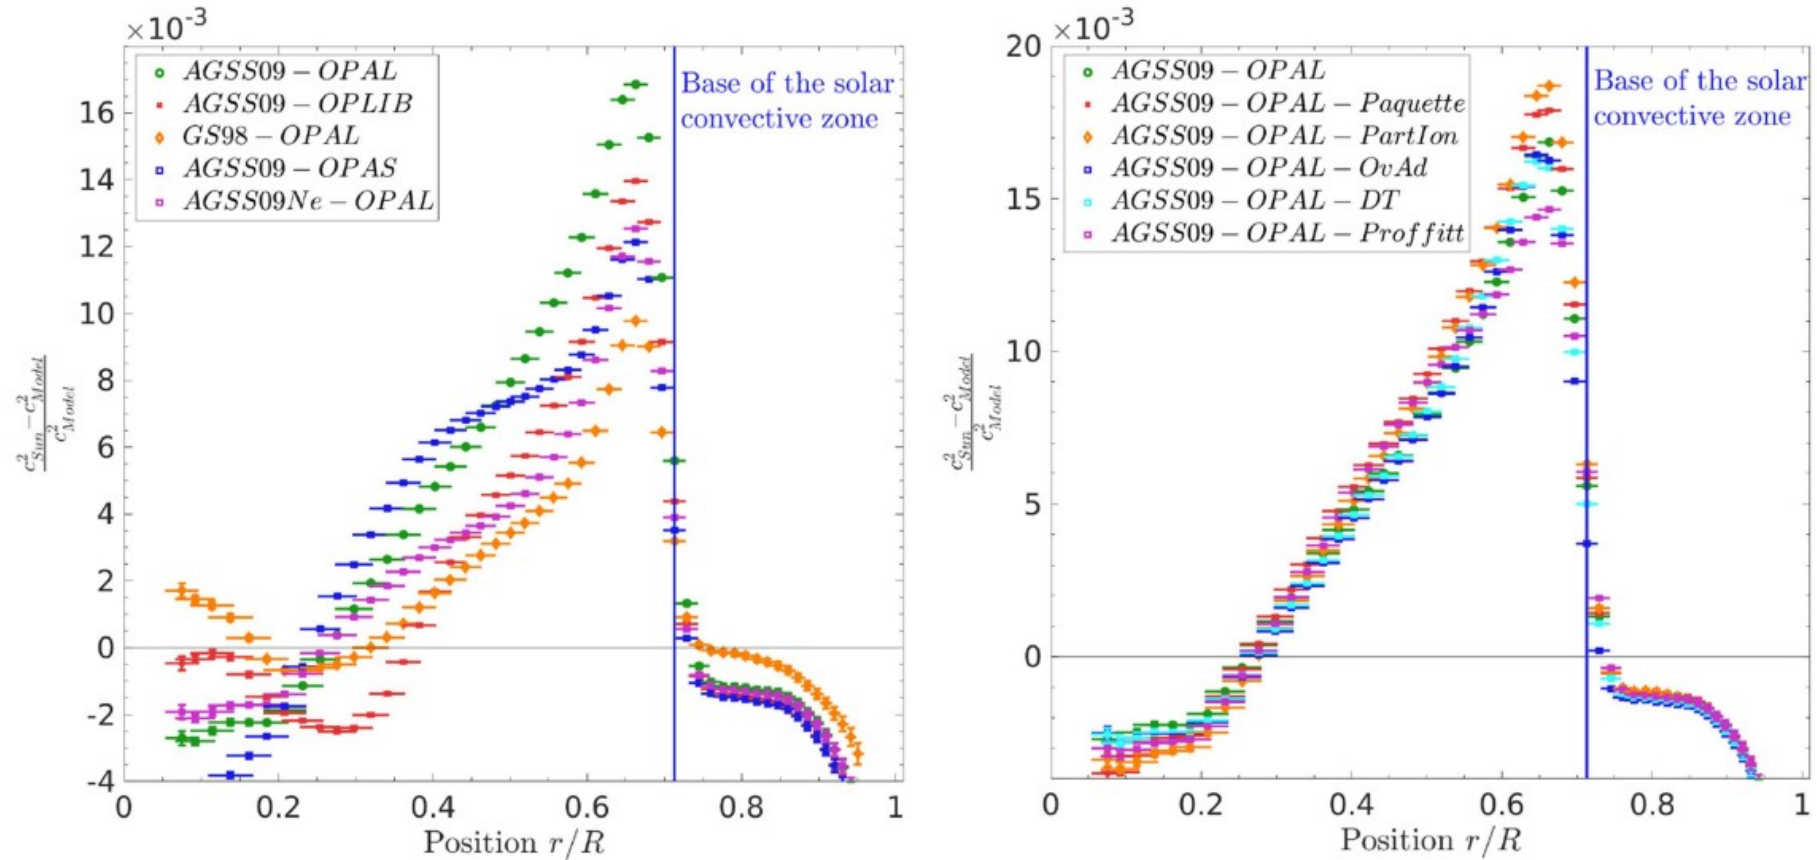 ×10⁻³
AGSS09 – OPAL
AGSS09 – OPLIB
GS98 – OPAL
AGSS09 – OPAS
AGSS09Ne – OPAL
Base of the solar
convective zone
16
14
12
10
8
6
4
2
0
-2
-4
c²Sun − c²Model
c²Model
0 0.2 0.4 0.6 0.8 1
Position r/R
×10⁻³
AGSS09 – OPAL
AGSS09 – OPAL – Paquette
AGSS09 – OPAL – PartIon
AGSS09 – OPAL – OvAd
AGSS09 – OPAL – DT
AGSS09 – OPAL – Proffitt
Base of the solar
convective zone
20
15
10
5
0
c²Sun − c²Model
c²Model
0 0.2 0.4 0.6 0.8 1
Position r/R